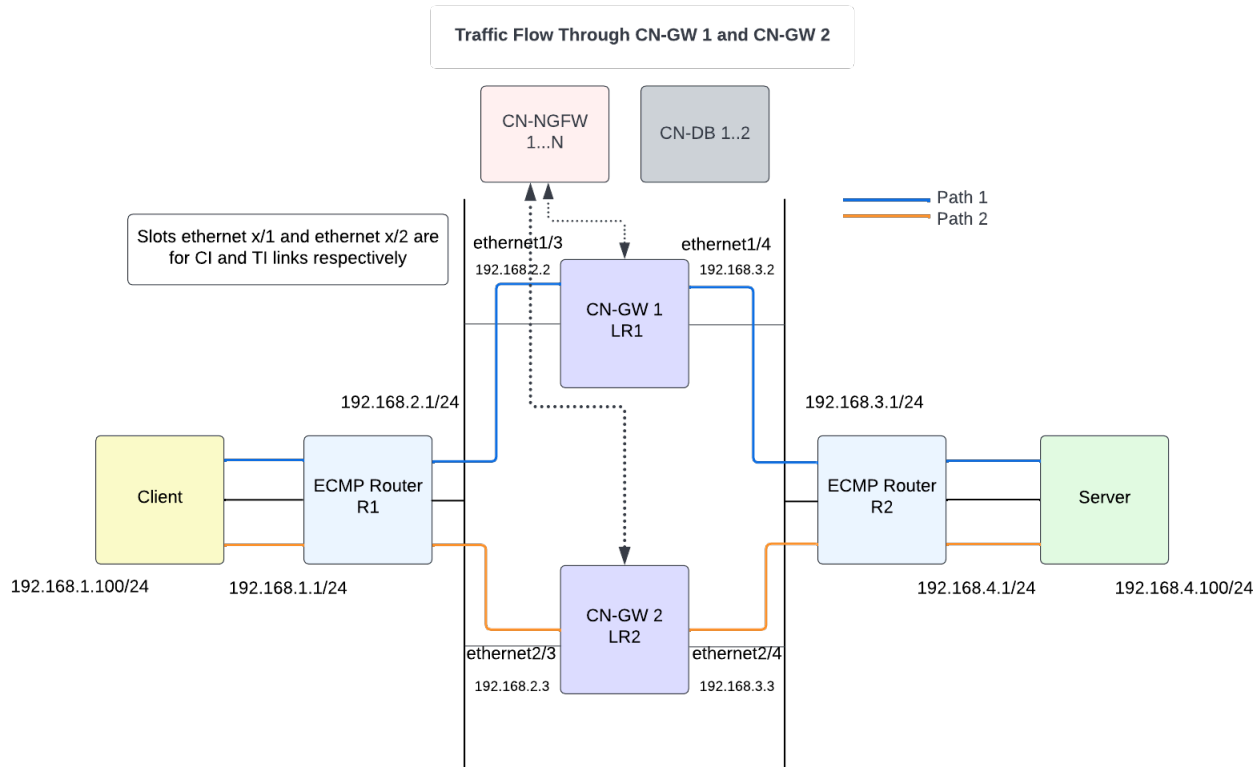 Traffic Flow Through CN-GW 1 and CN-GW 2
CN-NGFW
1...N
CN-DB 1..2
Path 1
Path 2
Slots ethernet x/1 and ethernet x/2 are
for CI and TI links respectively
ethernet1/3
192.168.2.2
ethernet1/4
192.168.3.2
CN-GW 1
LR1
192.168.2.1/24
192.168.3.1/24
Client
ECMP Router
R1
ECMP Router
R2
Server
192.168.1.100/24
192.168.1.1/24
192.168.4.1/24
192.168.4.100/24
CN-GW 2
LR2
ethernet2/3
192.168.2.3
ethernet2/4
192.168.3.3